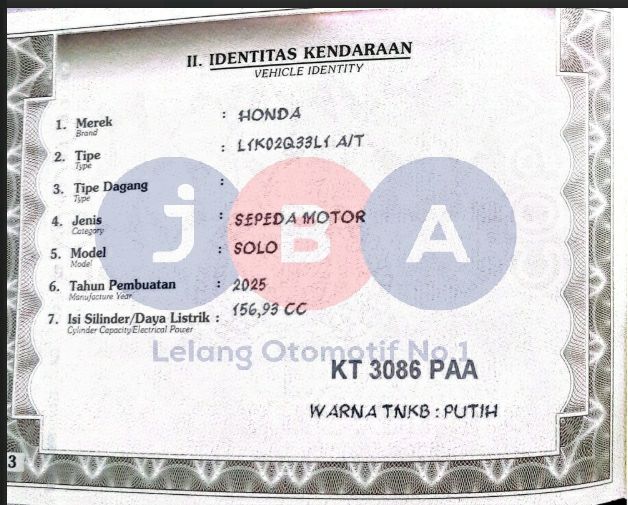 II. IDENTITAS KENDARAAN
VEHICLE IDENTITY
1. Merek : HONDA
Brand
2. Tipe : L1K02Q33L1 A/T
Type
3. Tipe Dagang :
Type
4. Jenis : SEPEDA MOTOR
Category
5. Model : SOLO
Model
6. Tahun Pembuatan : 2025
Manufacture Year
7. Isi Silinder/Daya Listrik : 156,93 CC
Cylinder Capacity/Electrical Power
JBA
Lelang Otomotif No.1
KT 3086 PAA
WARNA TNKB : PUTIH
3